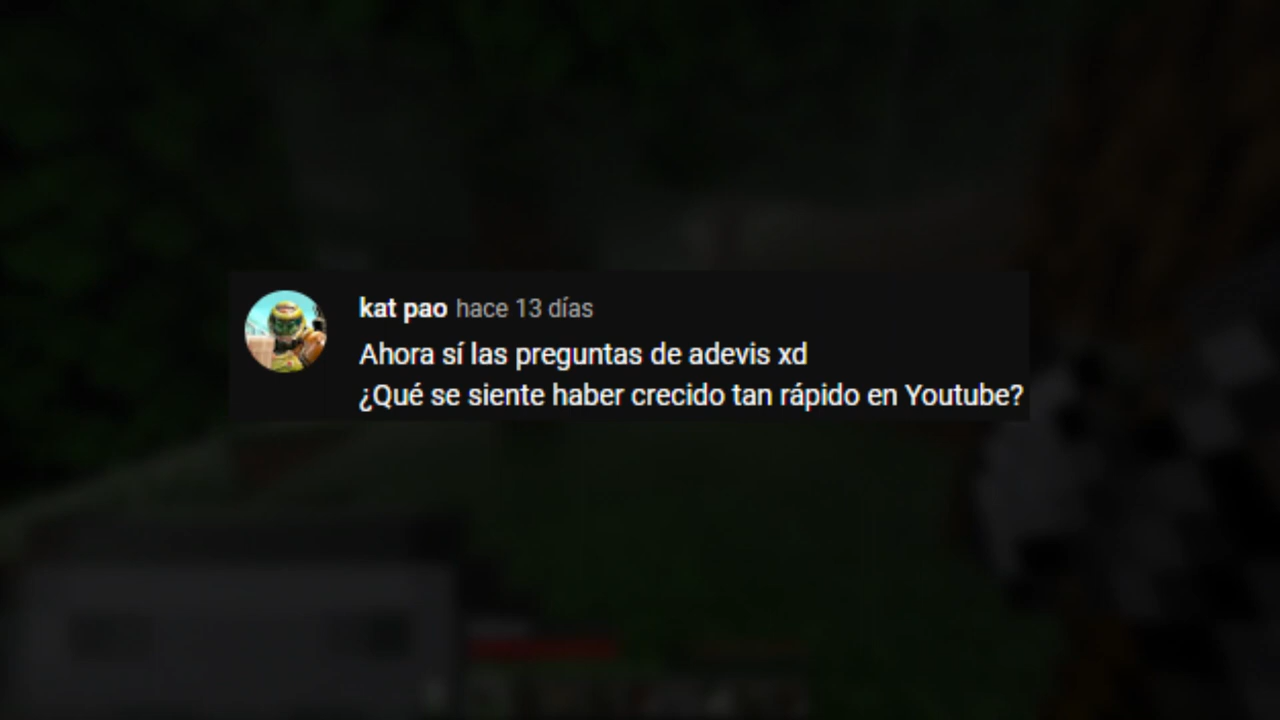 kat pao hace 13 días
Ahora sí las preguntas de adevis xd
¿Qué se siente haber crecido tan rápido en Youtube?